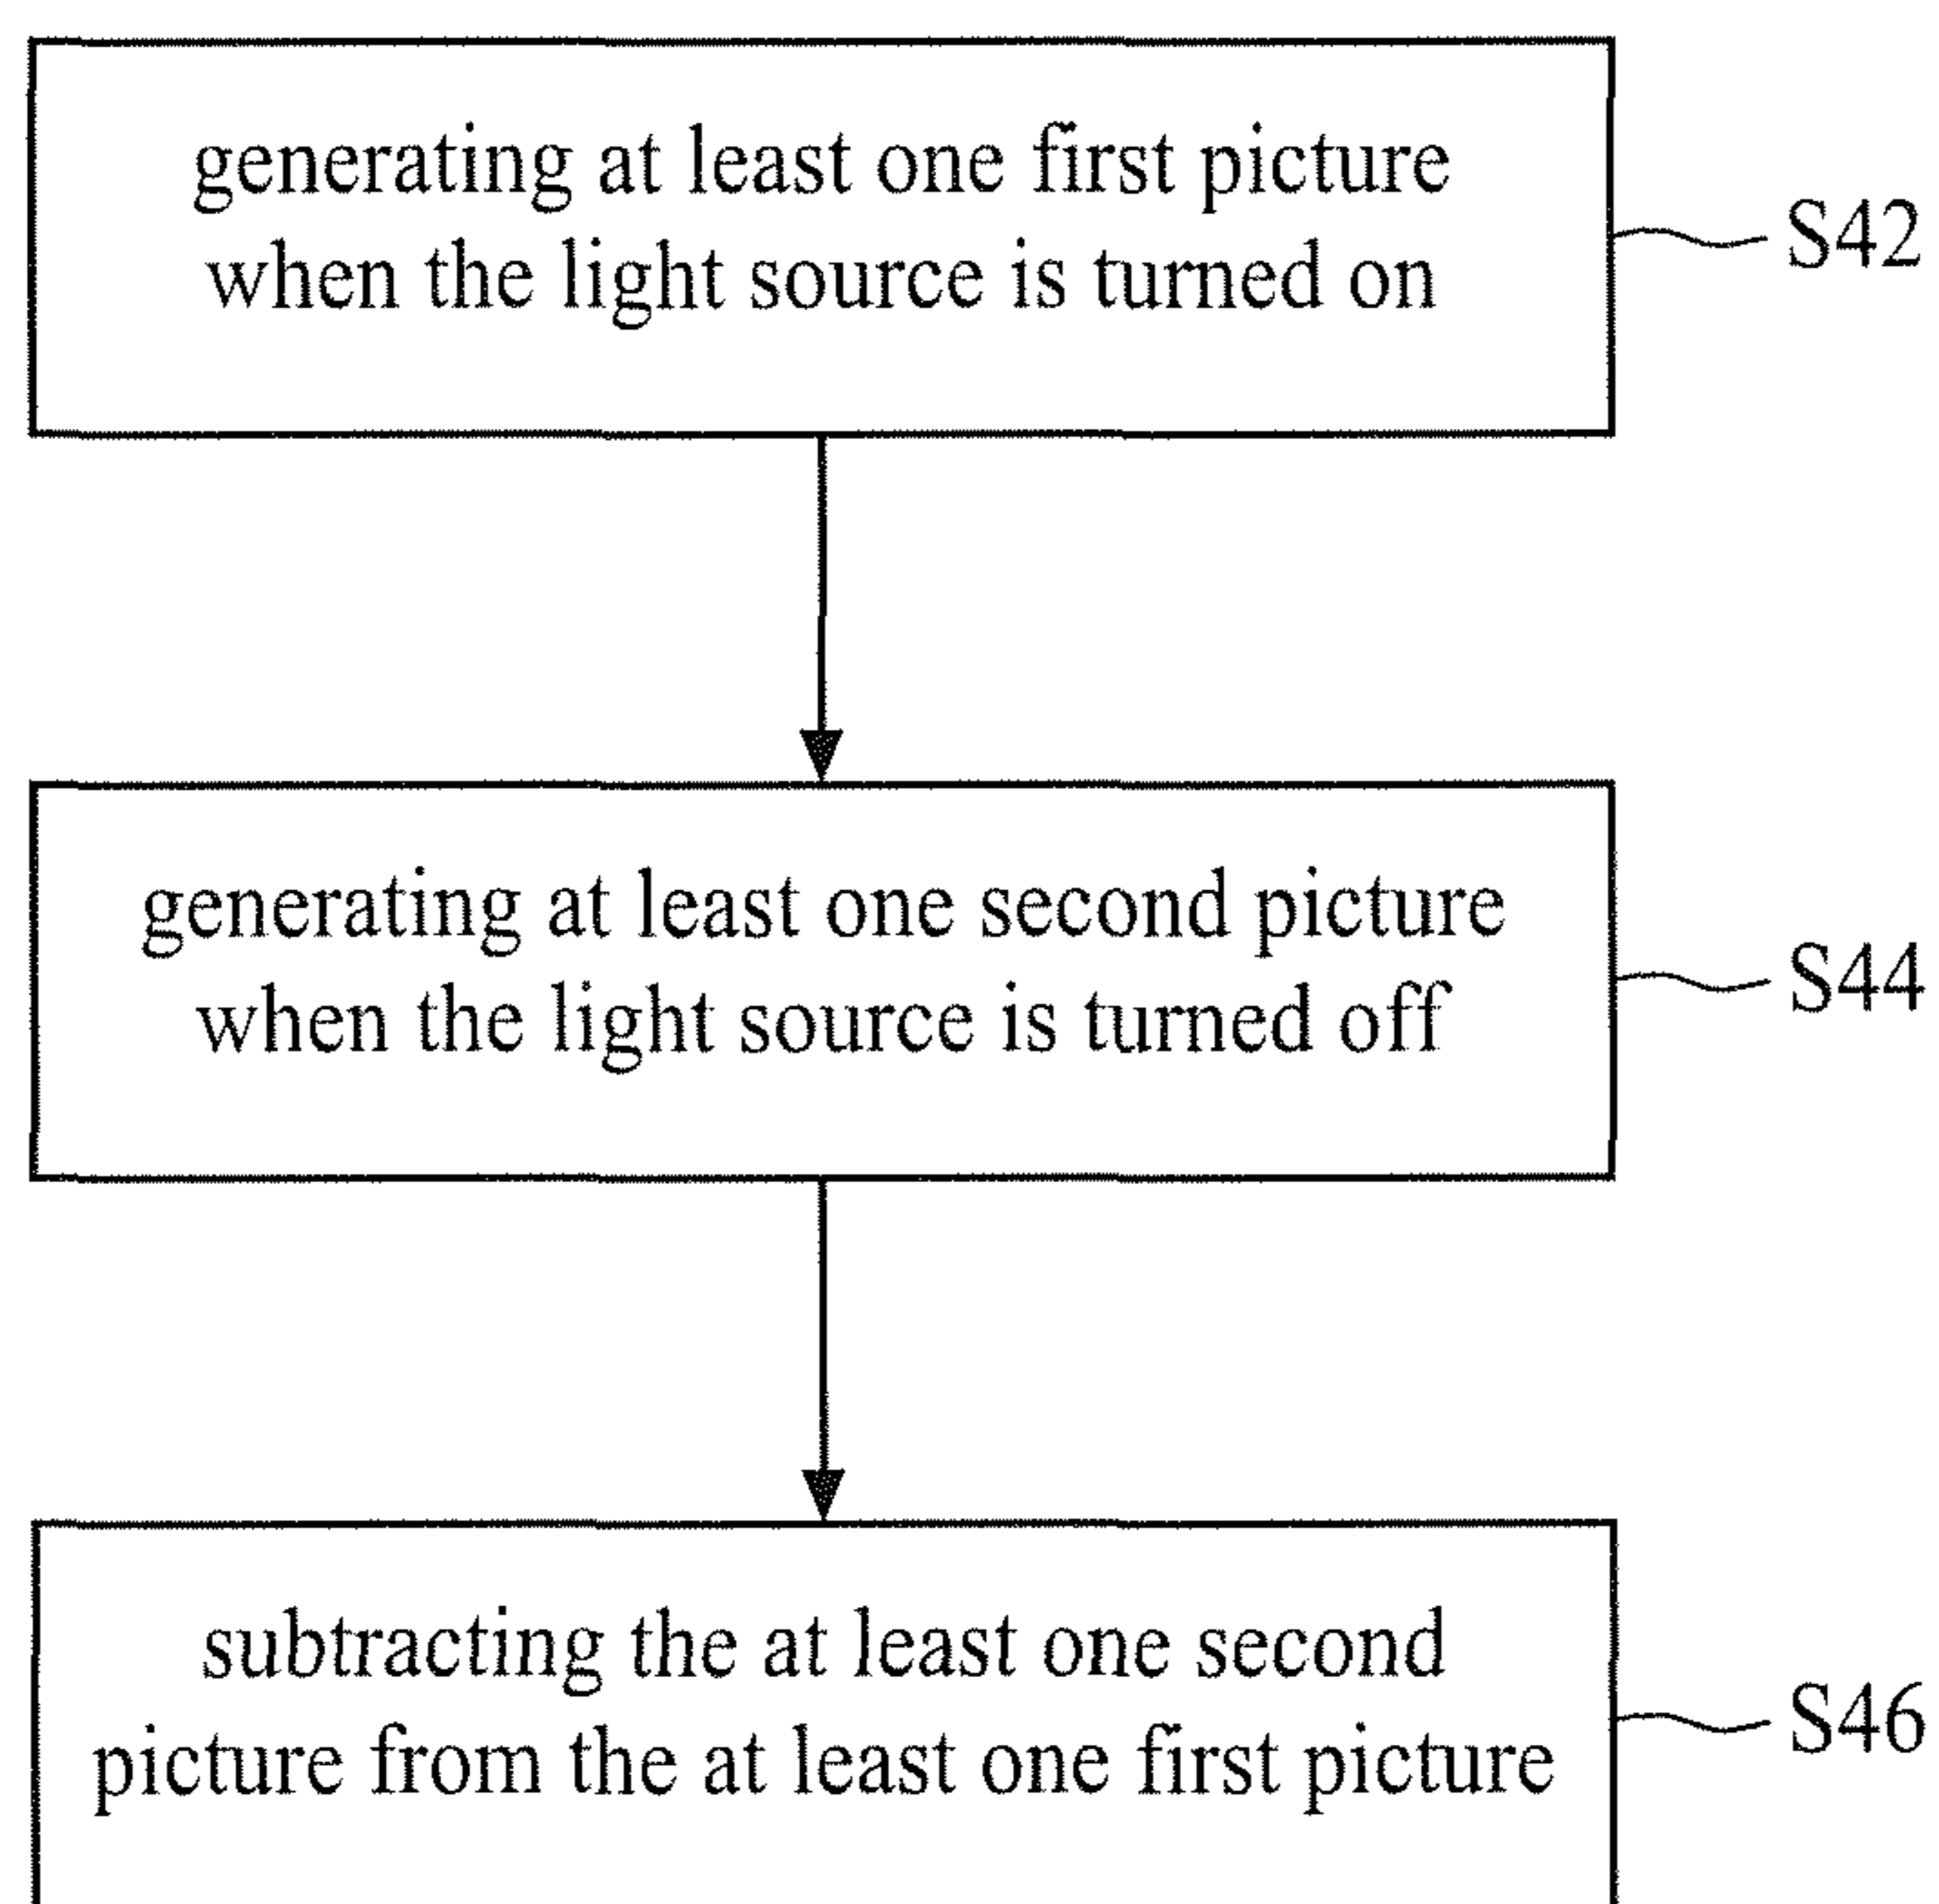 generating at least one first picture
when the light source is turned on
S42
generating at least one second picture
when the light source is turned off
S44
subtracting the at least one second
picture from the at least one first picture
S46